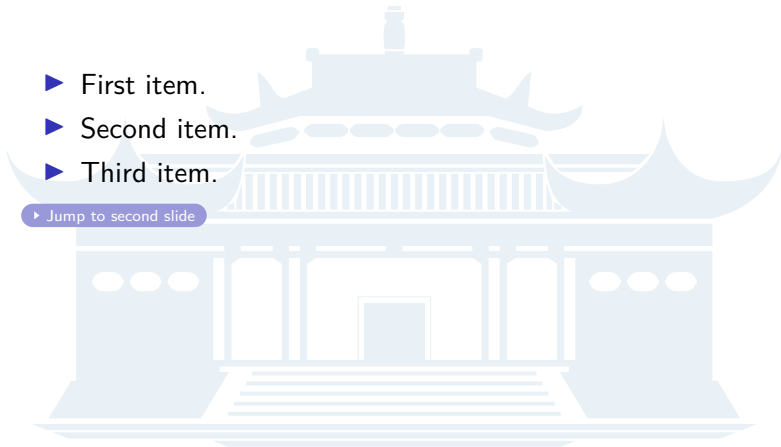 First item.
Second item.
Third item.
Jump to second slide